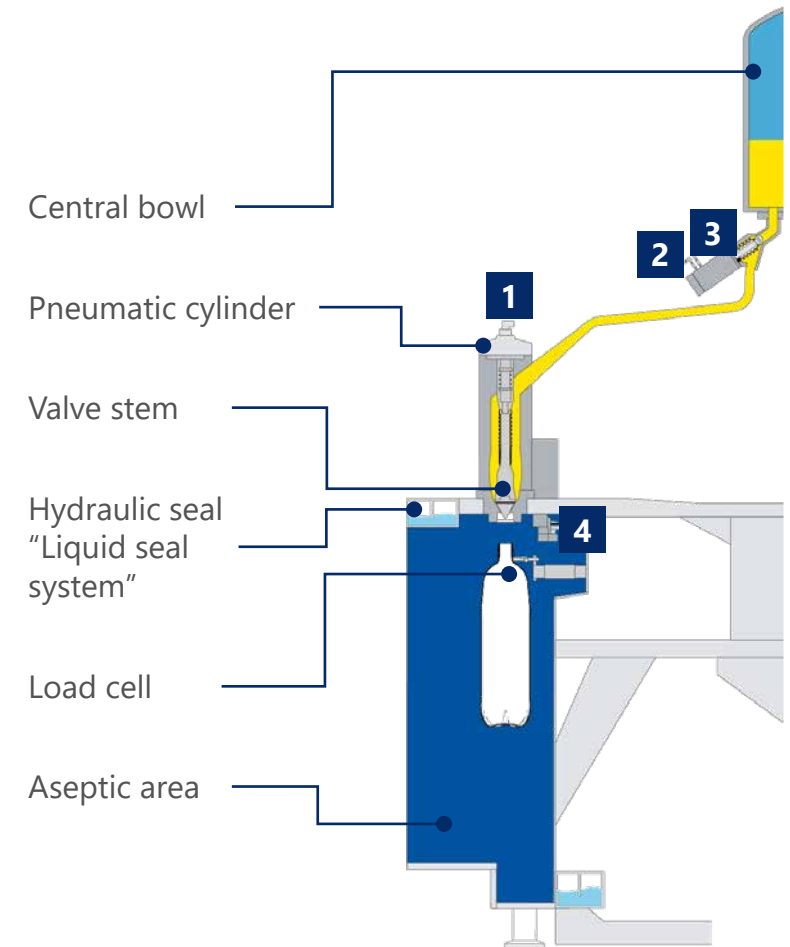 Central bowl
3
2
1
Pneumatic cylinder
Valve stem
Hydraulic seal
“Liquid seal
system”
4
Load cell
Aseptic area